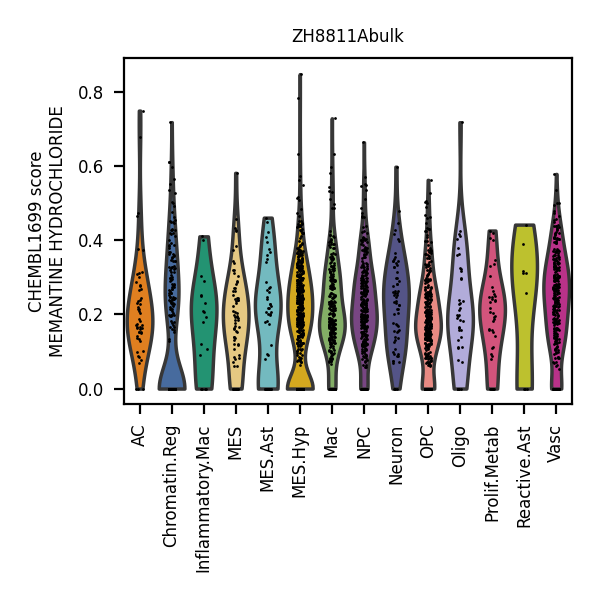 ZH8811Abulk
CHEMBL1699 score
MEMANTINE HYDROCHLORIDE
0.8
0.6
0.4
0.2
0.0
AC
Chromatin.Reg
Inflammatory.Mac
MES
MES.Ast
MES.Hyp
Mac
NPC
Neuron
OPC
Oligo
Prolif.Metab
Reactive.Ast
Vasc